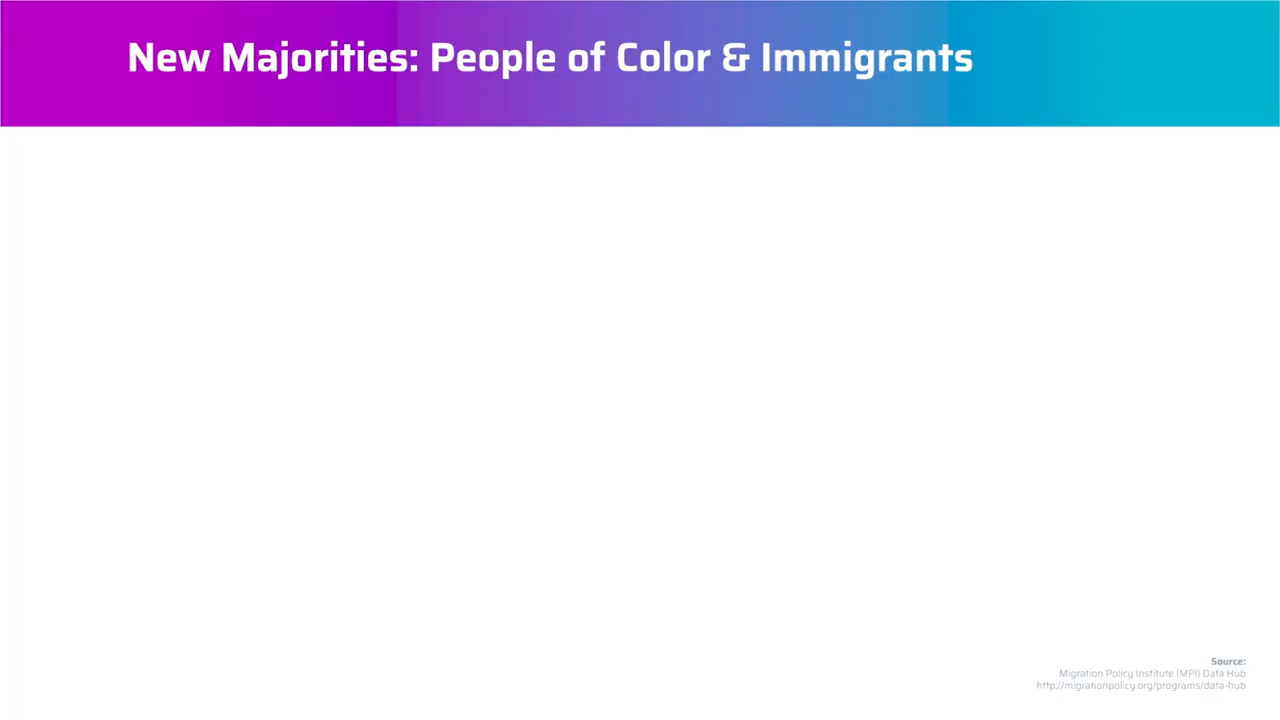 New Majorities: People of Color & Immigrants
Source:
Migration Policy Institute (MPI) Data Hub
http://migrationpolicy.org/programs/data-hub